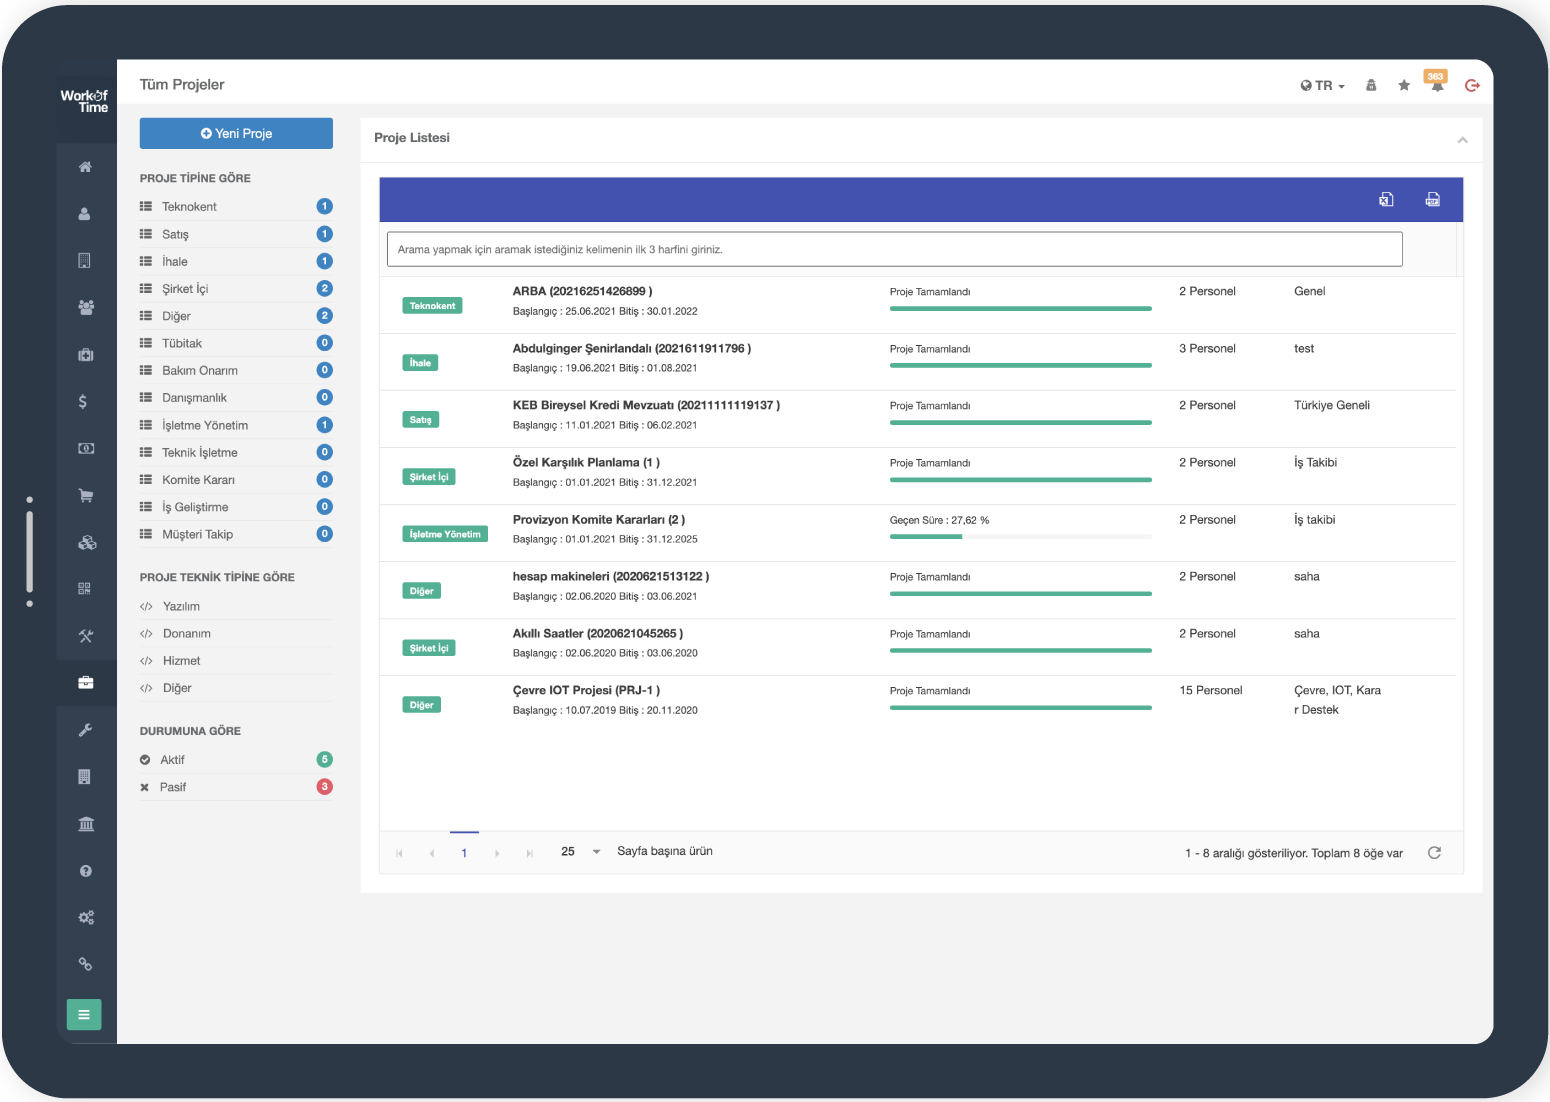 Work of
Time
Tüm Projeler
TR
363
Yeni Proje
PROJE TİPİNE GÖRE
Teknokent 1
Satış 1
İhale 1
Şirket İçi 2
Diğer 2
Tübitak 0
Bakım Onarım 0
Danışmanlık 0
İşletme Yönetim 1
Teknik İşletme 0
Komite Kararı 0
İş Geliştirme 0
Müşteri Takip 0
PROJE TEKNİK TİPİNE GÖRE
</> Yazılım
</> Donanım
</> Hizmet
</> Diğer
DURUMUNA GÖRE
Aktif 5
Pasif 3
Proje Listesi
Arama yapmak için aramak istediğiniz kelimenin ilk 3 harfini giriniz.
Teknokent
ARBA (20216251426899 )
Başlangıç : 25.06.2021 Bitiş : 30.01.2022
Proje Tamamlandı
2 Personel
Genel
İhale
Abdulginger Şenirlandalı (2021611911796 )
Başlangıç : 19.06.2021 Bitiş : 01.08.2021
Proje Tamamlandı
3 Personel
test
Satış
KEB Bireysel Kredi Mevzuatı (20211111119137 )
Başlangıç : 11.01.2021 Bitiş : 06.02.2021
Proje Tamamlandı
2 Personel
Türkiye Geneli
Şirket İçi
Özel Karşılık Planlama (1 )
Başlangıç : 01.01.2021 Bitiş : 31.12.2021
Proje Tamamlandı
2 Personel
İş Takibi
İşletme Yönetim
Provizyon Komite Kararları (2 )
Başlangıç : 01.01.2021 Bitiş : 31.12.2025
Geçen Süre : 27,62 %
2 Personel
İş takibi
Diğer
hesap makineleri (2020621513122 )
Başlangıç : 02.06.2020 Bitiş : 03.06.2021
Proje Tamamlandı
2 Personel
saha
Şirket İçi
Akıllı Saatler (2020621045265 )
Başlangıç : 02.06.2020 Bitiş : 03.06.2020
Proje Tamamlandı
2 Personel
saha
Diğer
Çevre IOT Projesi (PRJ-1 )
Başlangıç : 10.07.2019 Bitiş : 20.11.2020
Proje Tamamlandı
15 Personel
Çevre, IOT, Kara
r Destek
1
25
Sayfa başına ürün
1 - 8 aralığı gösteriliyor. Toplam 8 öğe var